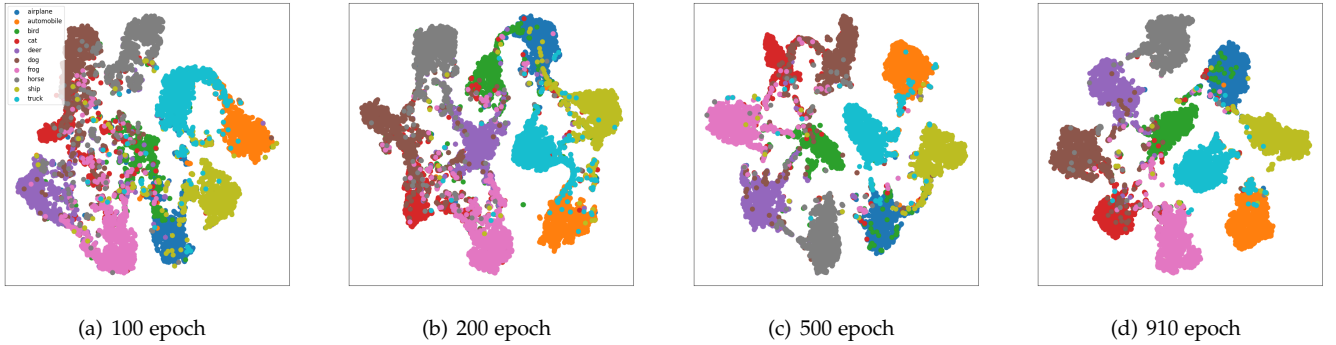 airplane
automobile
bird
cat
deer
dog
frog
horse
ship
truck
(a) 100 epoch
(b) 200 epoch
(c) 500 epoch
(d) 910 epoch